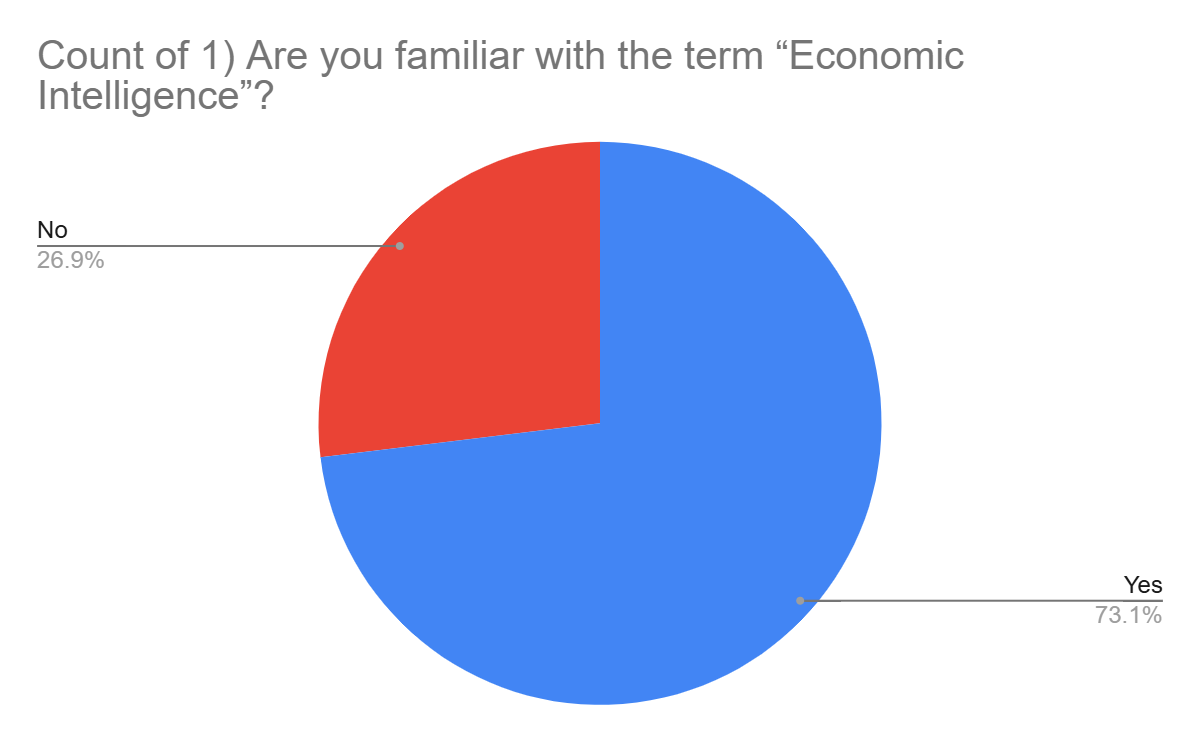 Count of 1) Are you familiar with the term “Economic
Intelligence”?
No
26.9%
Yes
73.1%